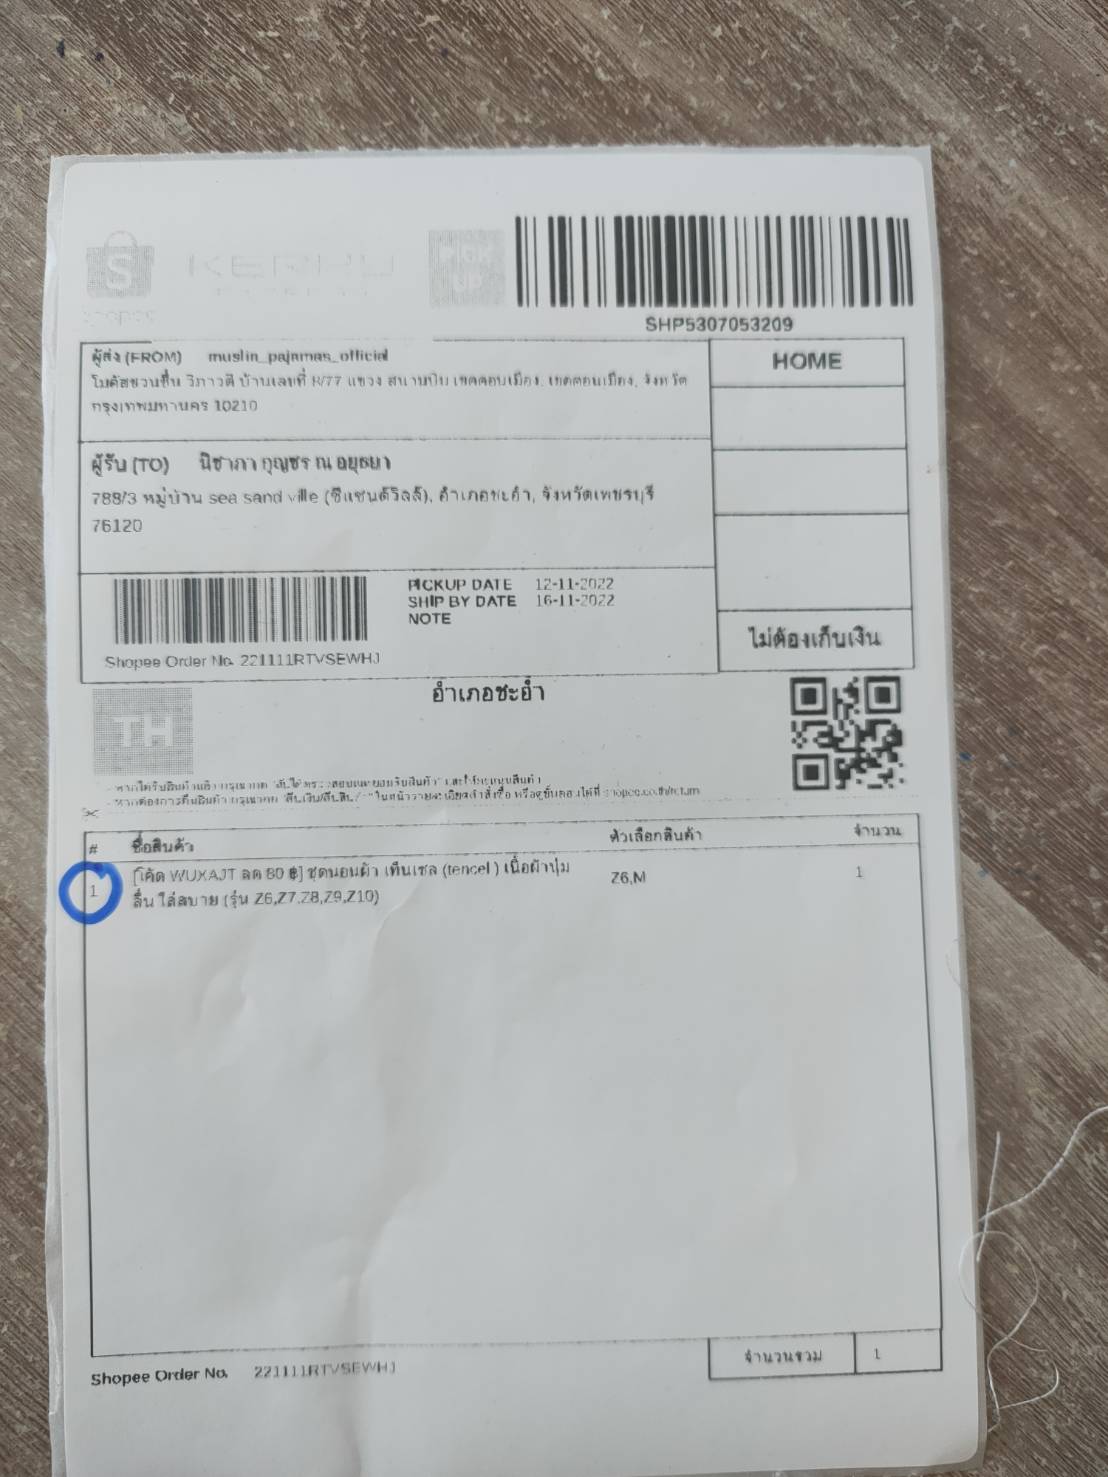 S
KERRY
PICK
UP
shopee
SHP5307053209
ผู้ส่ง (FROM) muslin_pajamas_official
HOME
วิภาวดี บ้านเลขที่ 8/77 แขวง สนามบิน เขตดอนเมือง, เขตดอนเมือง, จังหวัด
กรุงเทพมหานคร 10210
ผู้รับ (TO) นิชาภา กุญชร ณ อยุธยา
788/3 หมู่บ้าน sea sand ville (ซีแซนด์วิลล์), อำเภอชะอำ, จังหวัดเพชรบุรี
76120
PICKUP DATE 12-11-2022
SHIP BY DATE 16-11-2022
NOTE
Shopee Order No. 221111RTVSEWHJ
ไม่ต้องเก็บเงิน
TH
อำเภอชะอำ
# ชื่อสินค้า ตัวเลือกสินค้า จำนวน
1 [โค้ด WUXAJT ลด 80 ฿] ชุดนอนผ้า เท็นเซล (tencel ) เนื้อผ้านุ่ม Z6,M 1
ลื่น ใส่สบาย (รุ่น Z6,Z7,Z8,Z9,Z10)
จำนวนรวม 1
Shopee Order No. 221111RTVSEWHJ